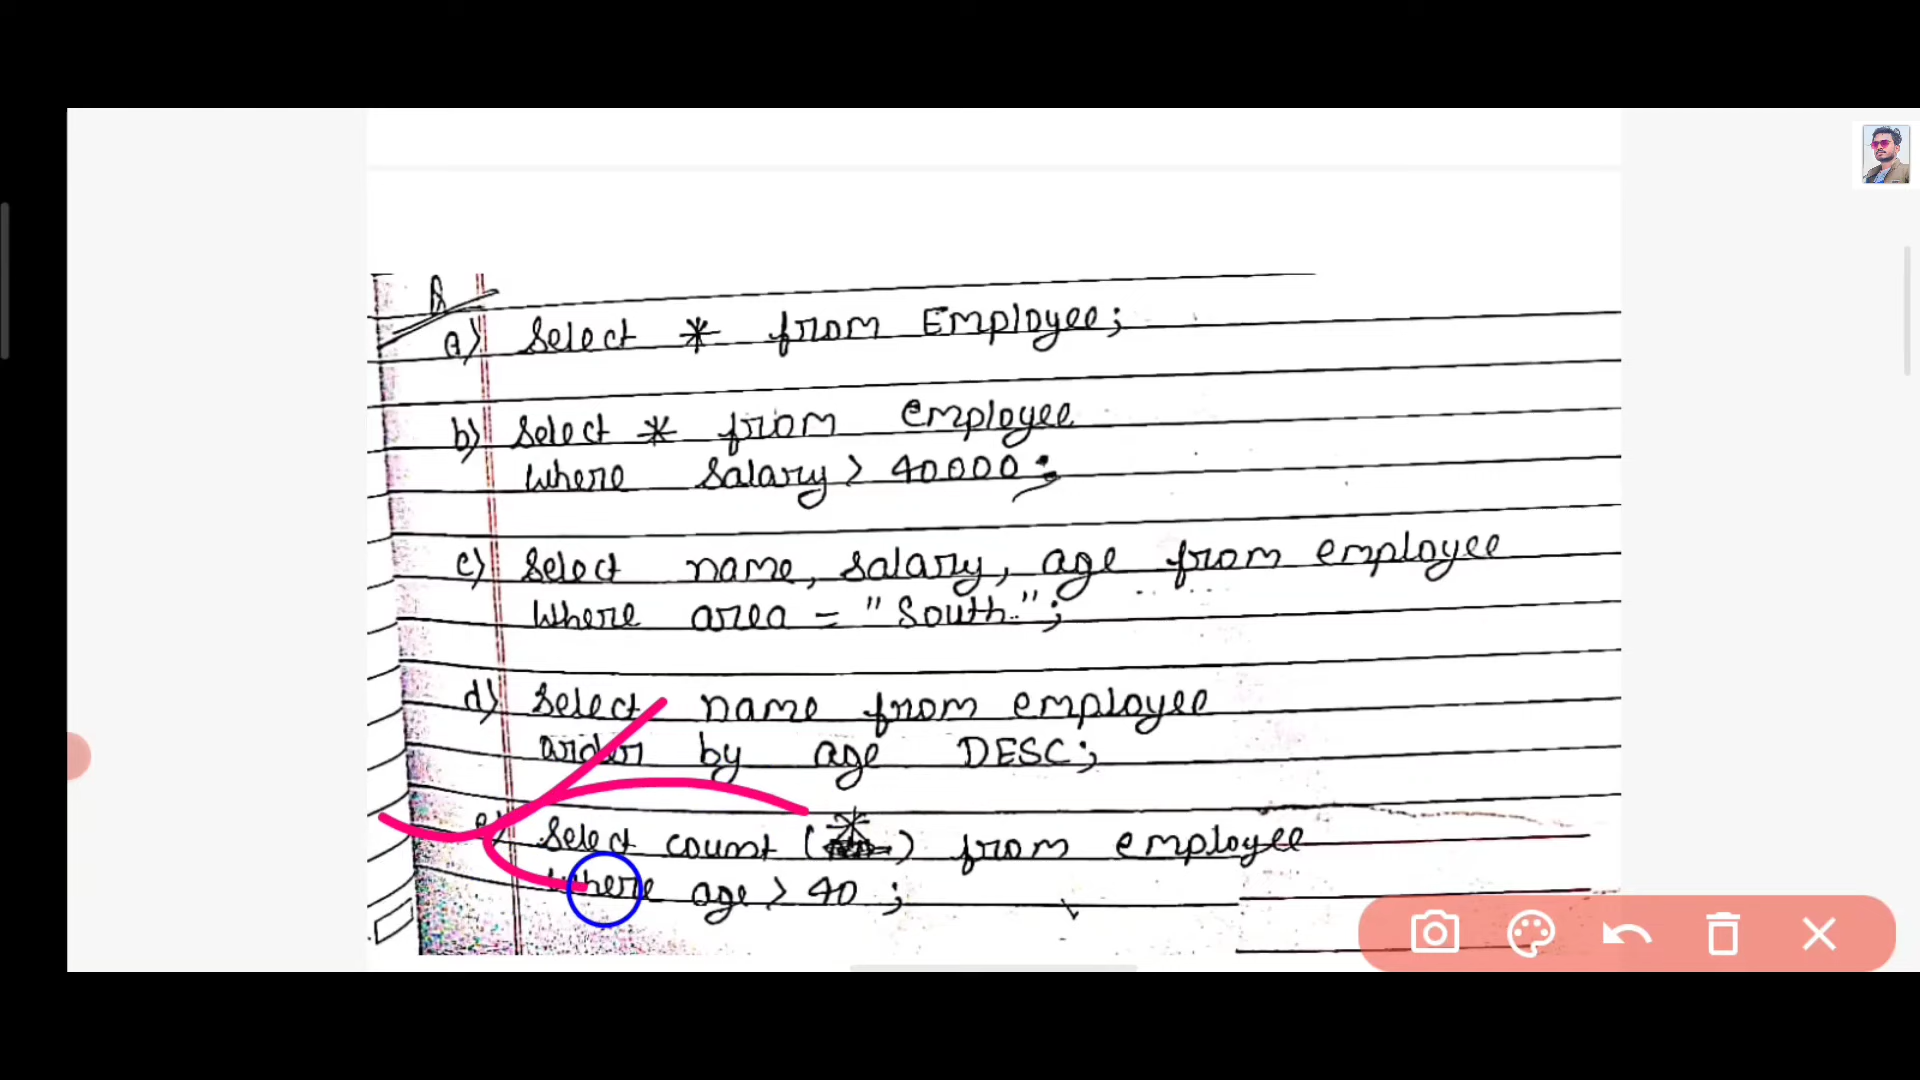 A
a) Select * from Employee;
b) Select * from employee
Where Salary > 40000;
c) Select name, salary, age from employee
Where area = "South";
d) Select name from employee
order by age DESC;
e) Select count (*) from employee
Where age > 40 ;